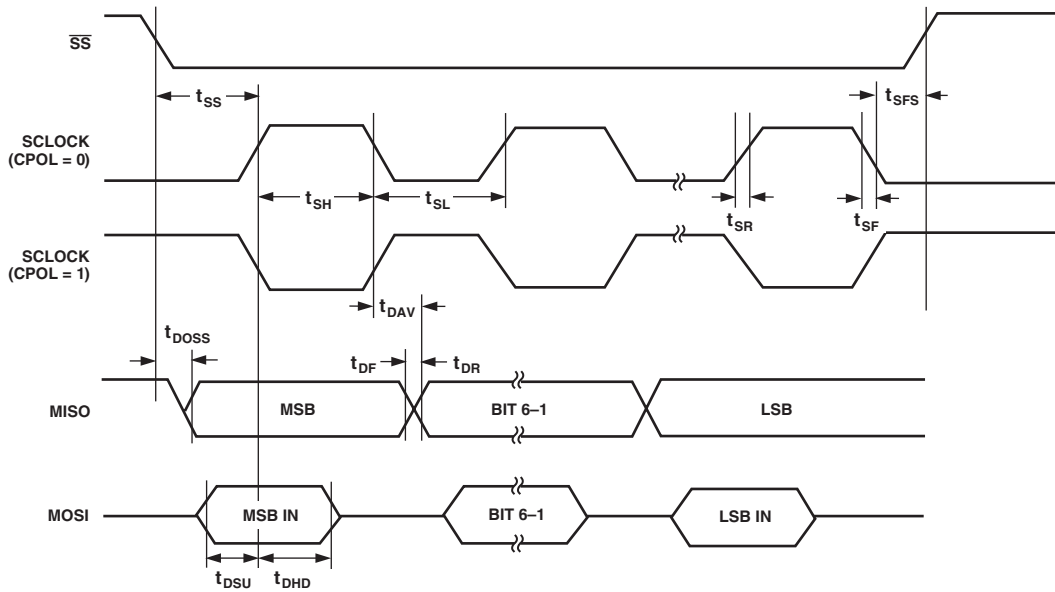 SS
tSS
tSFS
SCLOCK
(CPOL = 0)
tSH
tSL
tSR
tSF
SCLOCK
(CPOL = 1)
tDAV
tDOSS
tDF
tDR
MISO
MSB
BIT 6–1
LSB
MOSI
MSB IN
BIT 6–1
LSB IN
tDSU
tDHD